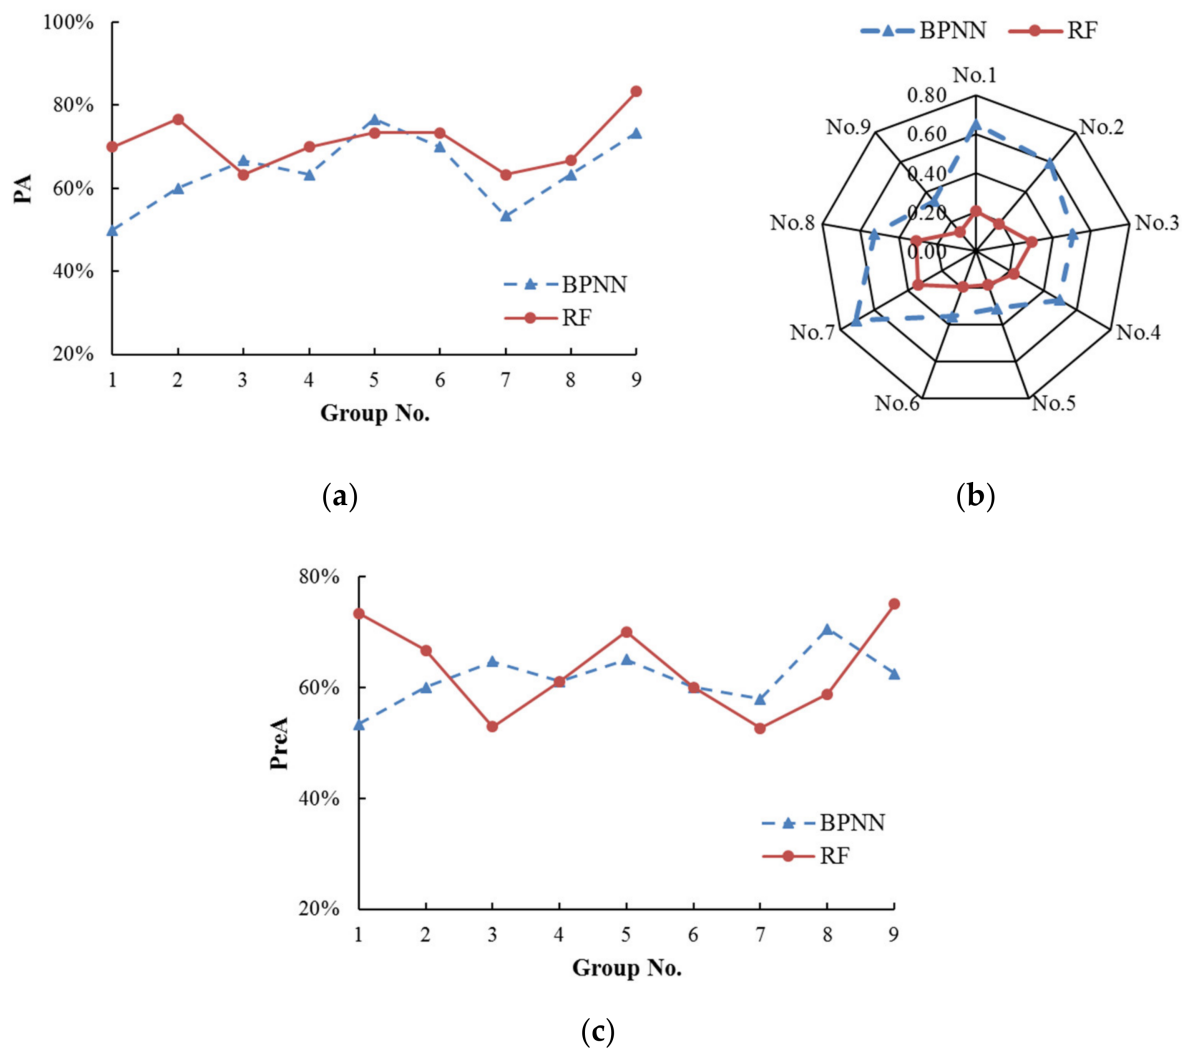 100%
80%
60%
40%
20%
PA
1 2 3 4 5 6 7 8 9
Group No.
BPNN
RF
(a)
BPNN RF
No.1
No.2
No.3
No.4
No.5
No.6
No.7
No.8
No.9
0.80
0.60
0.40
0.20
0.00
(b)
80%
60%
40%
20%
PreA
1 2 3 4 5 6 7 8 9
Group No.
BPNN
RF
(c)